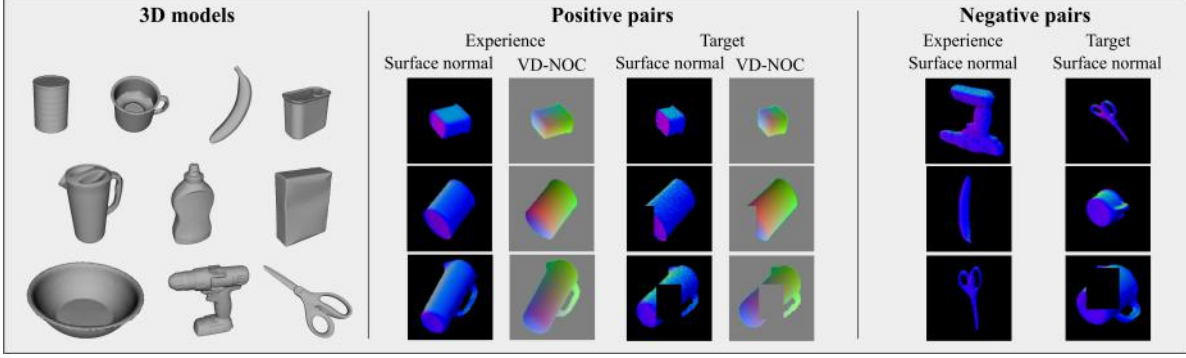 3D models
Positive pairs
Negative pairs
Experience
Target
Surface normal
VD-NOC
Surface normal
VD-NOC
Experience
Surface normal
Target
Surface normal